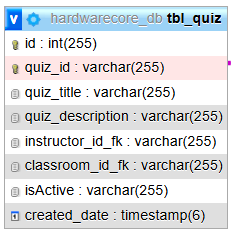 v hardwarecore_db tbl_quiz
id : int(255)
quiz_id : varchar(255)
quiz_title : varchar(255)
quiz_description : varchar(255)
instructor_id_fk : varchar(255)
classroom_id_fk : varchar(255)
isActive : varchar(255)
created_date : timestamp(6)